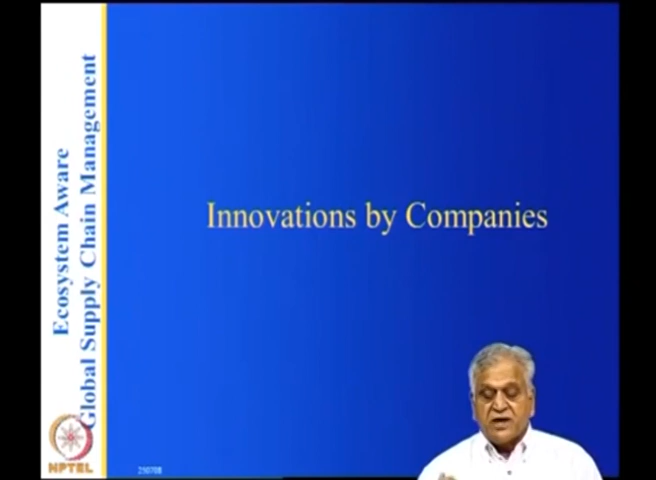 Ecosystem Aware
Global Supply Chain Management
Innovations by Companies
NPTEL
250708